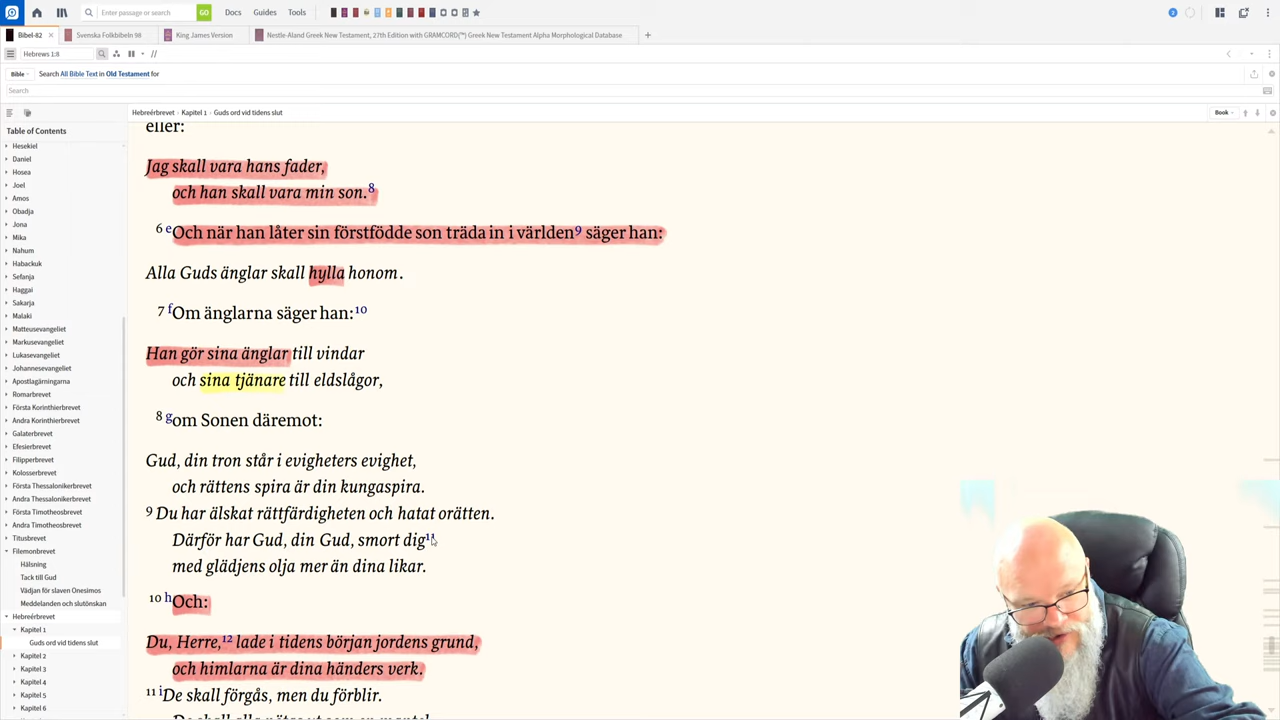 Enter passage or search
GO
Docs
Guides
Tools
2
Bibel-82
Svenska Folkbibeln 98
King James Version
Nestle-Aland Greek New Testament, 27th Edition with GRAMCORD(™) Greek New Testament Alpha Morphological Database
Hebrews 1:8
Bible
Search All Bible Text in Old Testament for
Search
Hebréerbrevet › Kapitel 1 › Guds ord vid tidens slut
Book
Table of Contents
Hesekiel
Daniel
Hosea
Joel
Amos
Obadja
Jona
Mika
Nahum
Habackuk
Sefanja
Haggai
Sakarja
Malaki
Matteusevangeliet
Markusevangeliet
Lukasevangeliet
Johannesevangeliet
Apostlagärningarna
Romarbrevet
Första Korinthierbrevet
Andra Korinthierbrevet
Galaterbrevet
Efesierbrevet
Filipperbrevet
Kolosserbrevet
Första Thessalonikerbrevet
Andra Thessalonikerbrevet
Första Timotheosbrevet
Andra Timotheosbrevet
Titusbrevet
Filemonbrevet
Hälsning
Tack till Gud
Vädjan för slaven Onesimos
Meddelanden och slutönskan
Hebreérbrevet
Kapitel 1
Guds ord vid tidens slut
Kapitel 2
Kapitel 3
Kapitel 4
Kapitel 5
Kapitel 6
eller:
Jag skall vara hans fader,
och han skall vara min son.8
6 e Och när han låter sin förstfödde son träda in i världen9 säger han:
Alla Guds änglar skall hylla honom.
7 f Om änglarna säger han:10
Han gör sina änglar till vindar
och sina tjänare till eldslågor,
8 g om Sonen däremot:
Gud, din tron står i evigheters evighet,
och rättens spira är din kungaspira.
9 Du har älskat rättfärdigheten och hatat orätten.
Därför har Gud, din Gud, smort dig11
med glädjens olja mer än dina likar.
10 h Och:
Du, Herre,12 lade i tidens början jordens grund,
och himlarna är dina händers verk.
11 i De skall förgås, men du förblir.